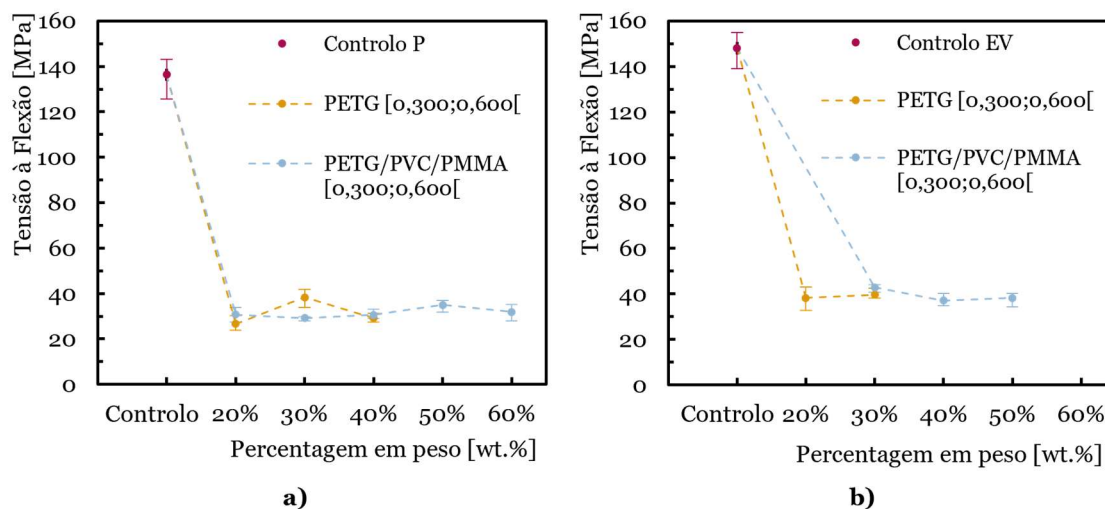 160
140
120
100
80
60
40
20
0
Tensão à Flexão [MPa]
Controlo P
PETG [0,300;0,600[
PETG/PVC/PMMA
[0,300;0,600[
Controlo 20% 30% 40% 50% 60%
Percentagem em peso [wt.%]
a)
160
140
120
100
80
60
40
20
0
Tensão à Flexão [MPa]
Controlo EV
PETG [0,300;0,600[
PETG/PVC/PMMA
[0,300;0,600[
Controlo 20% 30% 40% 50% 60%
Percentagem em peso [wt.%]
b)